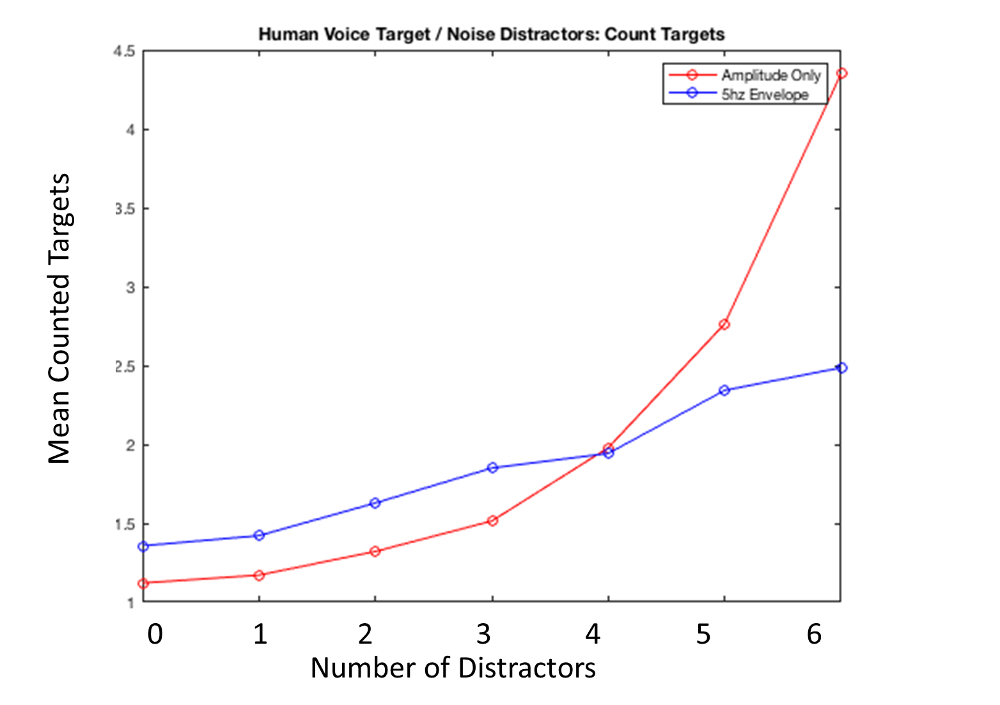 Human Voice Target / Noise Distractors: Count Targets
Amplitude Only
5hz Envelope
Mean Counted Targets
4.5
4
3.5
3
2.5
2
1.5
1
0 1 2 3 4 5 6
Number of Distractors